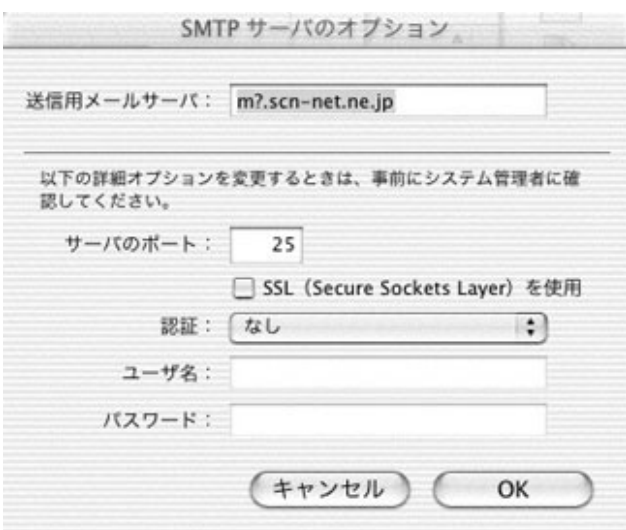 SMTP サーバのオプション
送信用メールサーバ： m?.scn-net.ne.jp
以下の詳細オプションを変更するときは、事前にシステム管理者に確
認してください。
サーバのポート： 25
SSL（Secure Sockets Layer）を使用
認証： なし
ユーザ名：
パスワード：
キャンセル OK